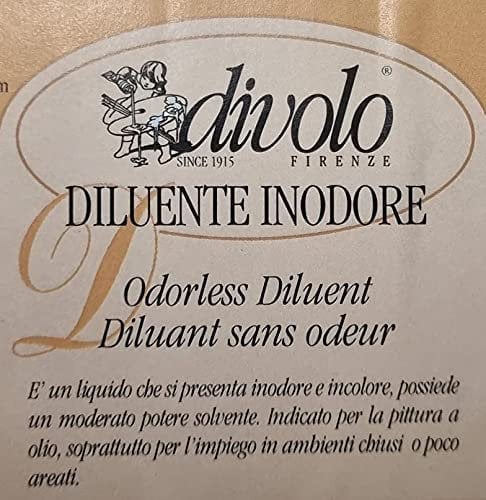 divolo®
SINCE 1915 FIRENZE
DILUENTE INODORE
Odorless Diluent
Diluant sans odeur
E' un liquido che si presenta inodore e incolore, possiede
un moderato potere solvente. Indicato per la pittura a
olio, soprattutto per l'impiego in ambienti chiusi o poco
areati.